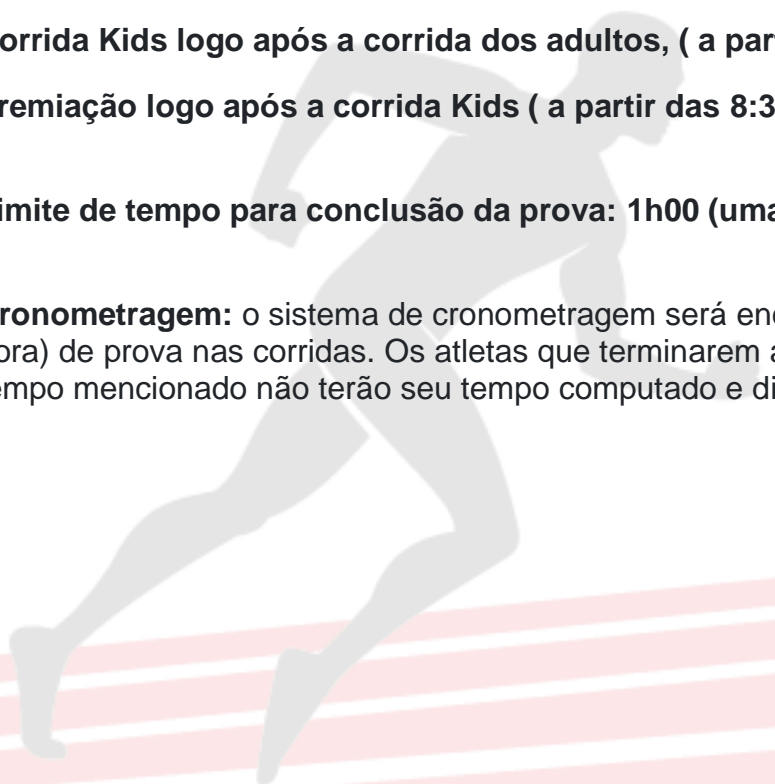 orrida Kids logo após a corrida dos adultos, ( a par
remiação logo após a corrida Kids ( a partir das 8:3
imite de tempo para conclusão da prova: 1h00 (uma
ronometragem: o sistema de cronometragem será enc
ora) de prova nas corridas. Os atletas que terminarem a
empo mencionado não terão seu tempo computado e di